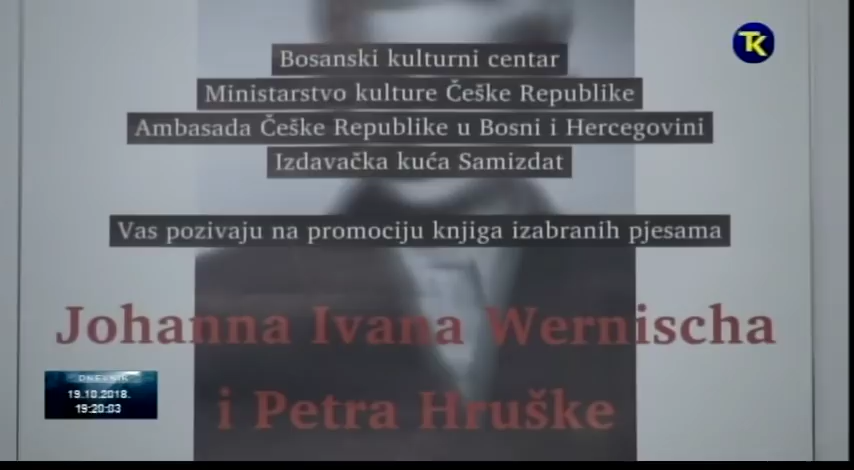 TK
Bosanski kulturni centar
Ministarstvo kulture Češke Republike
Ambasada Češke Republike u Bosni i Hercegovini
Izdavačka kuća Samizdat
Vas pozivaju na promociju knjiga izabranih pjesama
Johanna Ivana Wernischa
i Petra Hruške
DNEVNIK
19.10.2018.
19:20:03